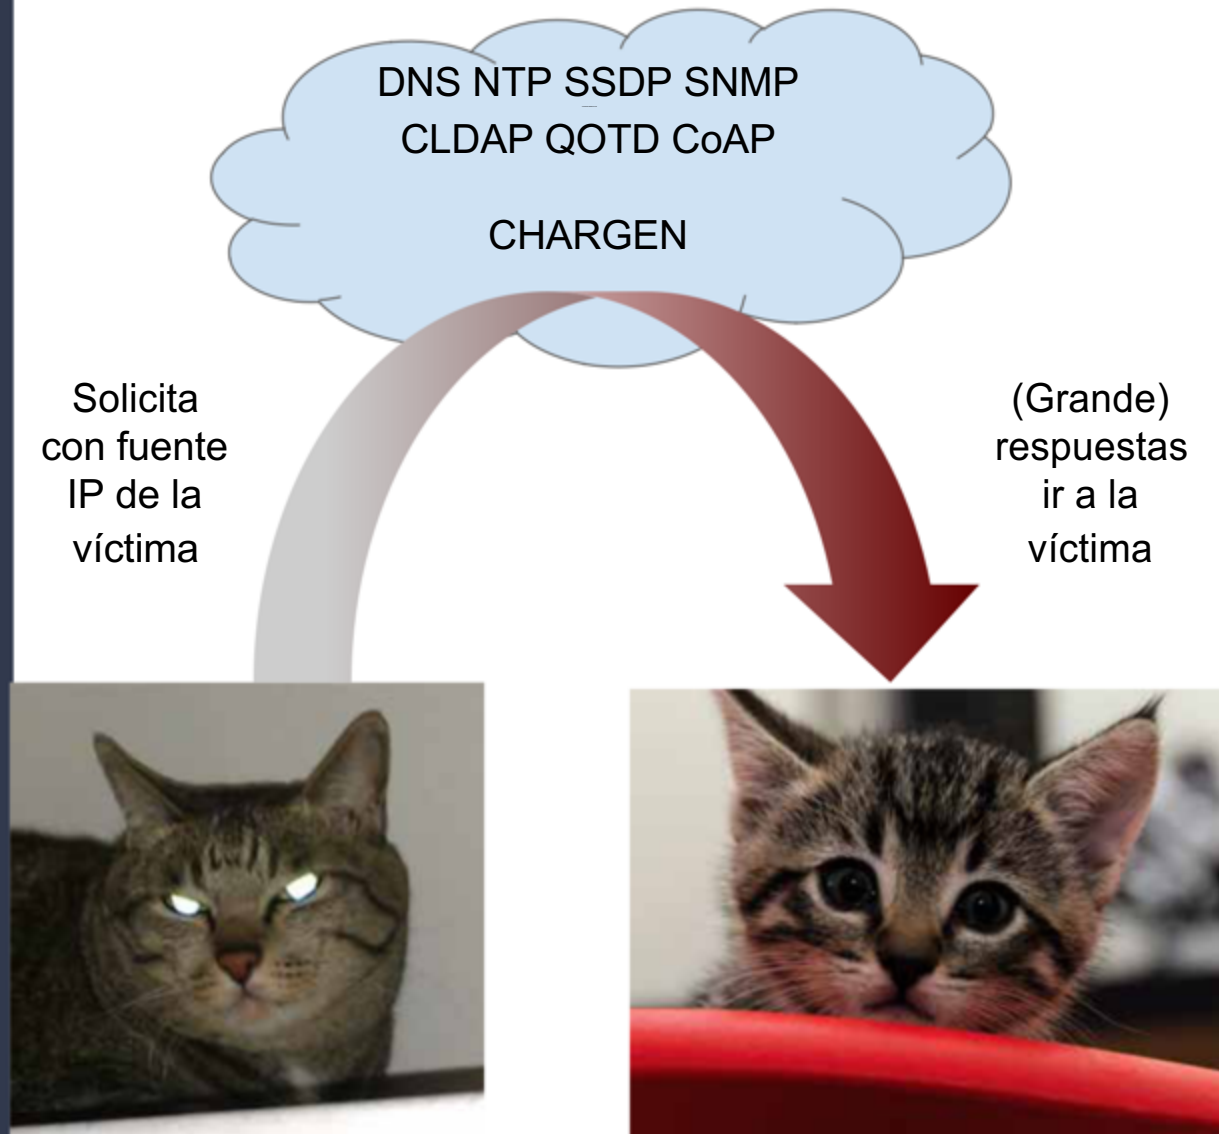 DNS NTP SSDP SNMP
CLDAP QOTD CoAP
CHARGEN
Solicita
con fuente
IP de la
víctima
(Grande)
respuestas
ir a la
víctima